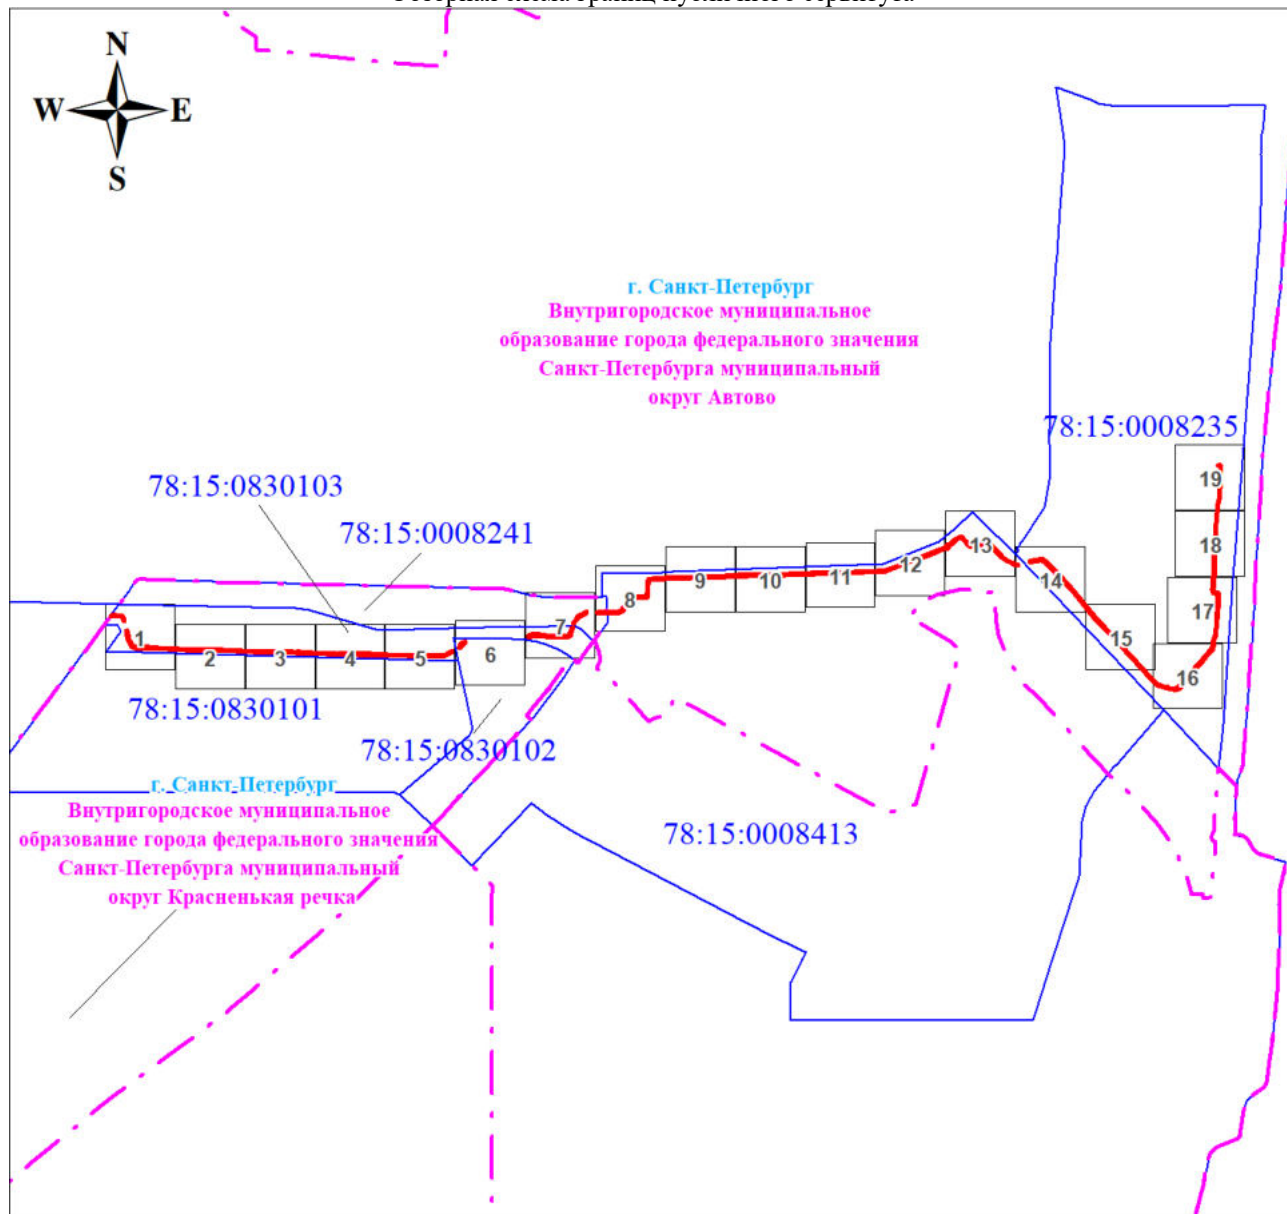 N
W E
S
г. Санкт-Петербург
Внутригородское муниципальное
образование города федерального значения
Санкт-Петербурга муниципальный
округ Автово
78:15:0008235
78:15:0830103
78:15:0008241
19
18
17
16
15
14
13
12
11
10
9
8
7
6
5
4
3
2
1
78:15:0830101
78:15:0830102
78:15:0008413
г. Санкт-Петербург
Внутригородское муниципальное
образование города федерального значения
Санкт-Петербурга муниципальный
округ Красненькая речка